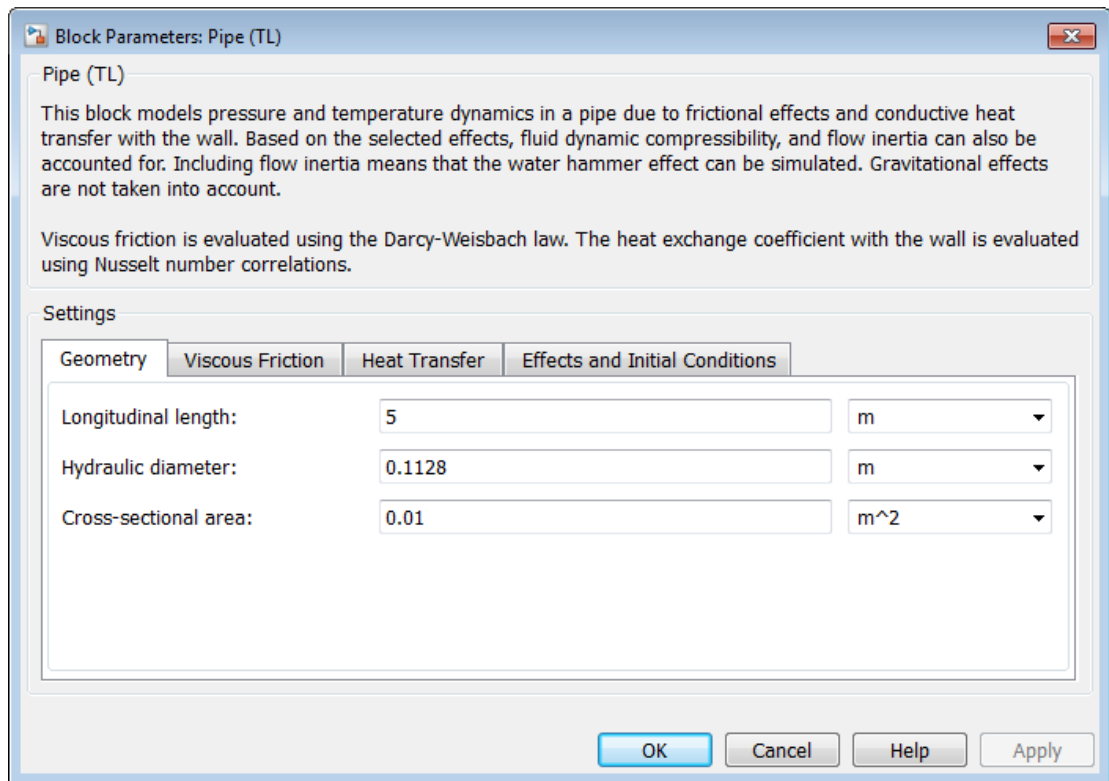 Block Parameters: Pipe (TL)
Pipe (TL)
This block models pressure and temperature dynamics in a pipe due to frictional effects and conductive heat
transfer with the wall. Based on the selected effects, fluid dynamic compressibility, and flow inertia can also be
accounted for. Including flow inertia means that the water hammer effect can be simulated. Gravitational effects
are not taken into account.
Viscous friction is evaluated using the Darcy-Weisbach law. The heat exchange coefficient with the wall is evaluated
using Nusselt number correlations.
Settings
Geometry Viscous Friction Heat Transfer Effects and Initial Conditions
Longitudinal length: 5 m
Hydraulic diameter: 0.1128 m
Cross-sectional area: 0.01 m^2
OK Cancel Help Apply